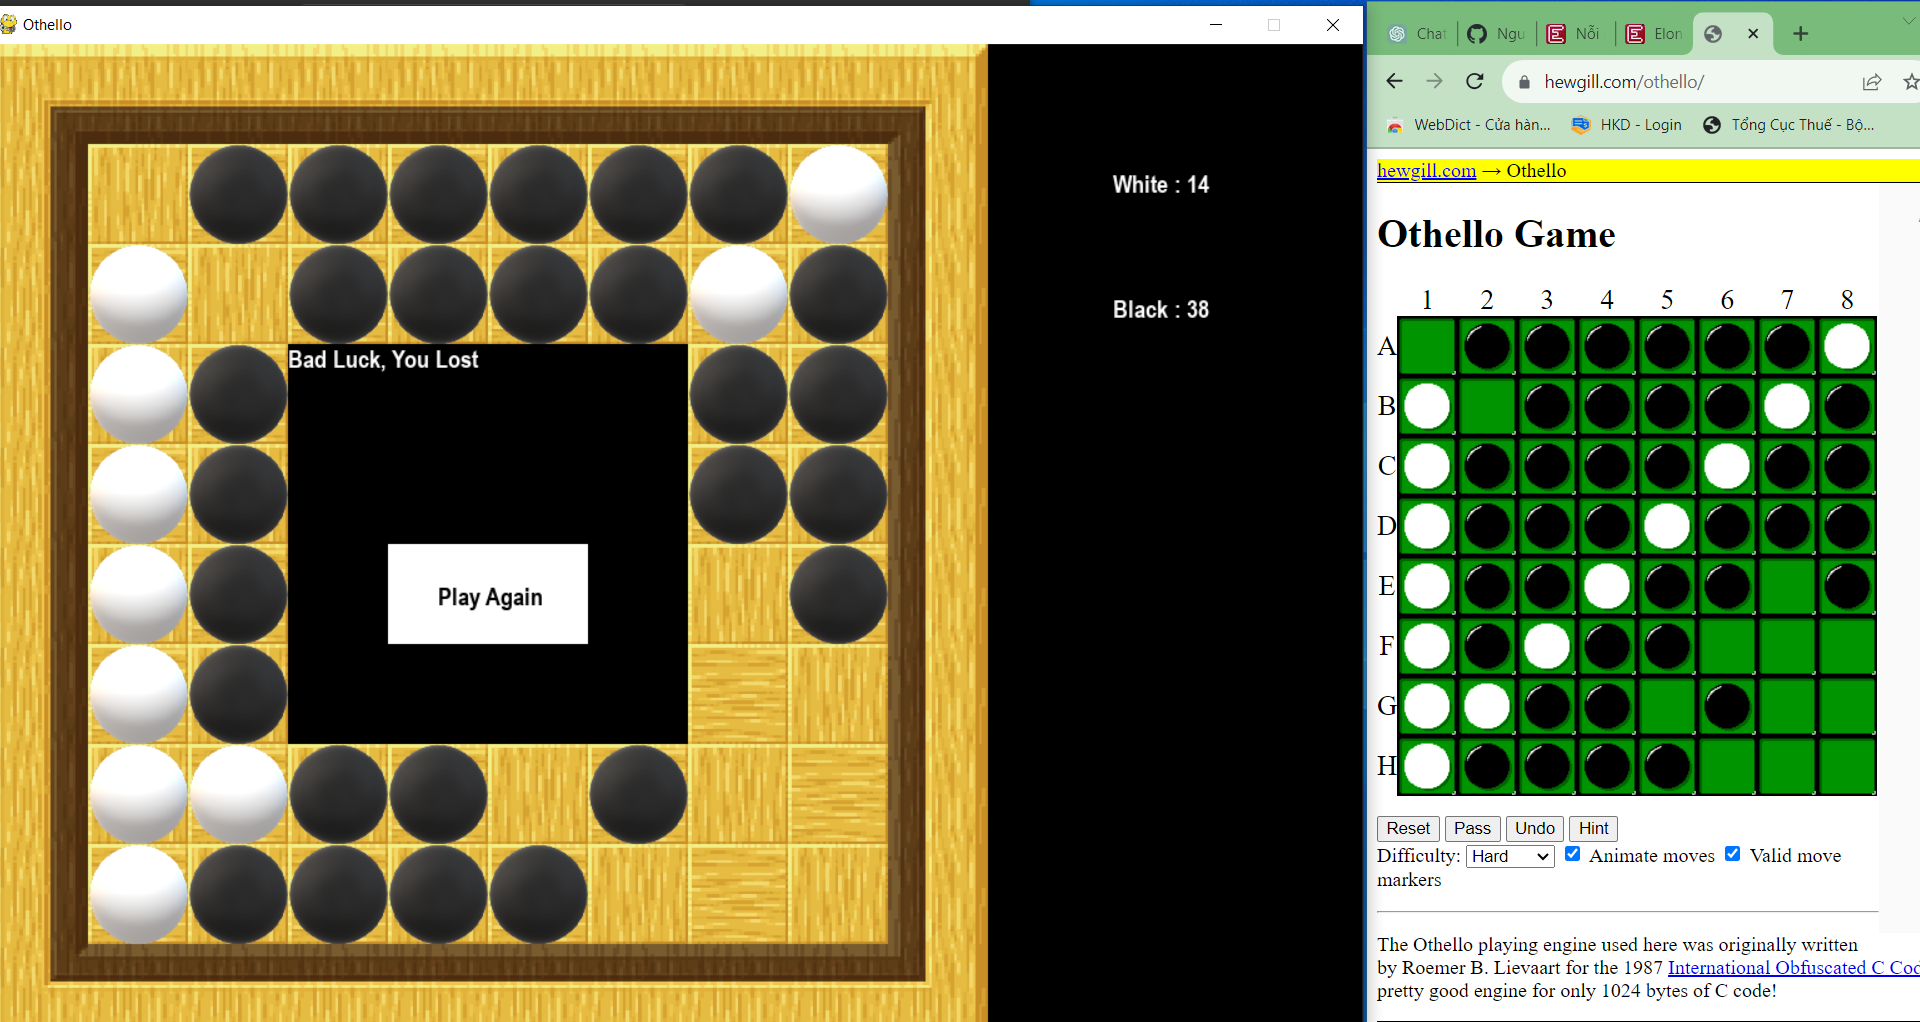 Othello
White : 14
Black : 38
Bad Luck, You Lost
Play Again
Chat
Ngu
Nỗi
Elon
hewgill.com/othello/
WebDict - Cửa hàn...
HKD - Login
Tổng Cục Thuế - Bộ...
hewgill.com → Othello
Othello Game
1 2 3 4 5 6 7 8
A
B
C
D
E
F
G
H
Reset Pass Undo Hint
Difficulty: Hard Animate moves Valid move
markers
The Othello playing engine used here was originally written
by Roemer B. Lievaart for the 1987 International Obfuscated C Cod
pretty good engine for only 1024 bytes of C code!